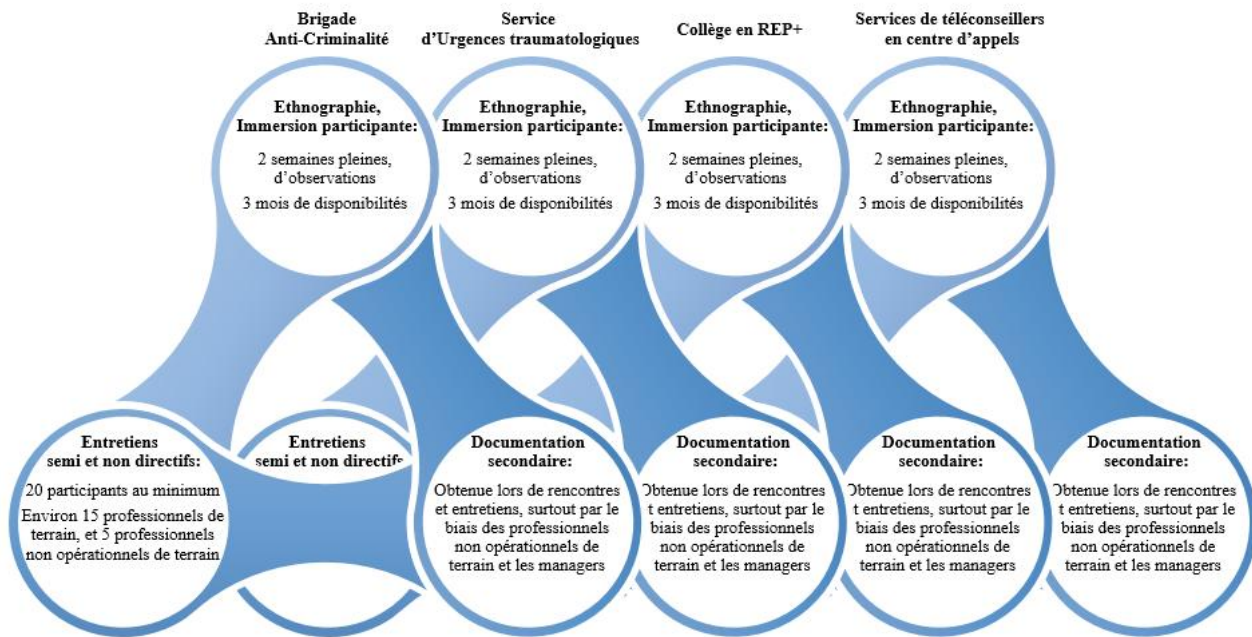 Brigade
Anti-Criminalité
Service
d'Urgences traumatologiques
Collège en REP+
Services de téléconseillers
en centre d'appels
Ethnographie,
Immersion participante:
2 semaines pleines,
d'observations
3 mois de disponibilités
Ethnographie,
Immersion participante:
2 semaines pleines,
d'observations
3 mois de disponibilités
Ethnographie,
Immersion participante:
2 semaines pleines,
d'observations
3 mois de disponibilités
Ethnographie,
Immersion participante:
2 semaines pleines,
d'observations
3 mois de disponibilités
Entretiens
semi et non directifs:
20 participants au minimum
Environ 15 professionnels de
terrain, et 5 professionnels
non opérationnels de terrain
Entretiens
semi et non directifs
Documentation
secondaire:
Obtenue lors de rencontres
et entretiens, surtout par le
biais des professionnels
non opérationnels de
terrain et les managers
Documentation
secondaire:
Obtenue lors de rencontres
et entretiens, surtout par le
biais des professionnels
non opérationnels de
terrain et les managers
Documentation
secondaire:
Obtenue lors de rencontres
et entretiens, surtout par le
biais des professionnels
non opérationnels de
terrain et les managers
Documentation
secondaire:
Obtenue lors de rencontres
et entretiens, surtout par le
biais des professionnels
non opérationnels de
terrain et les managers